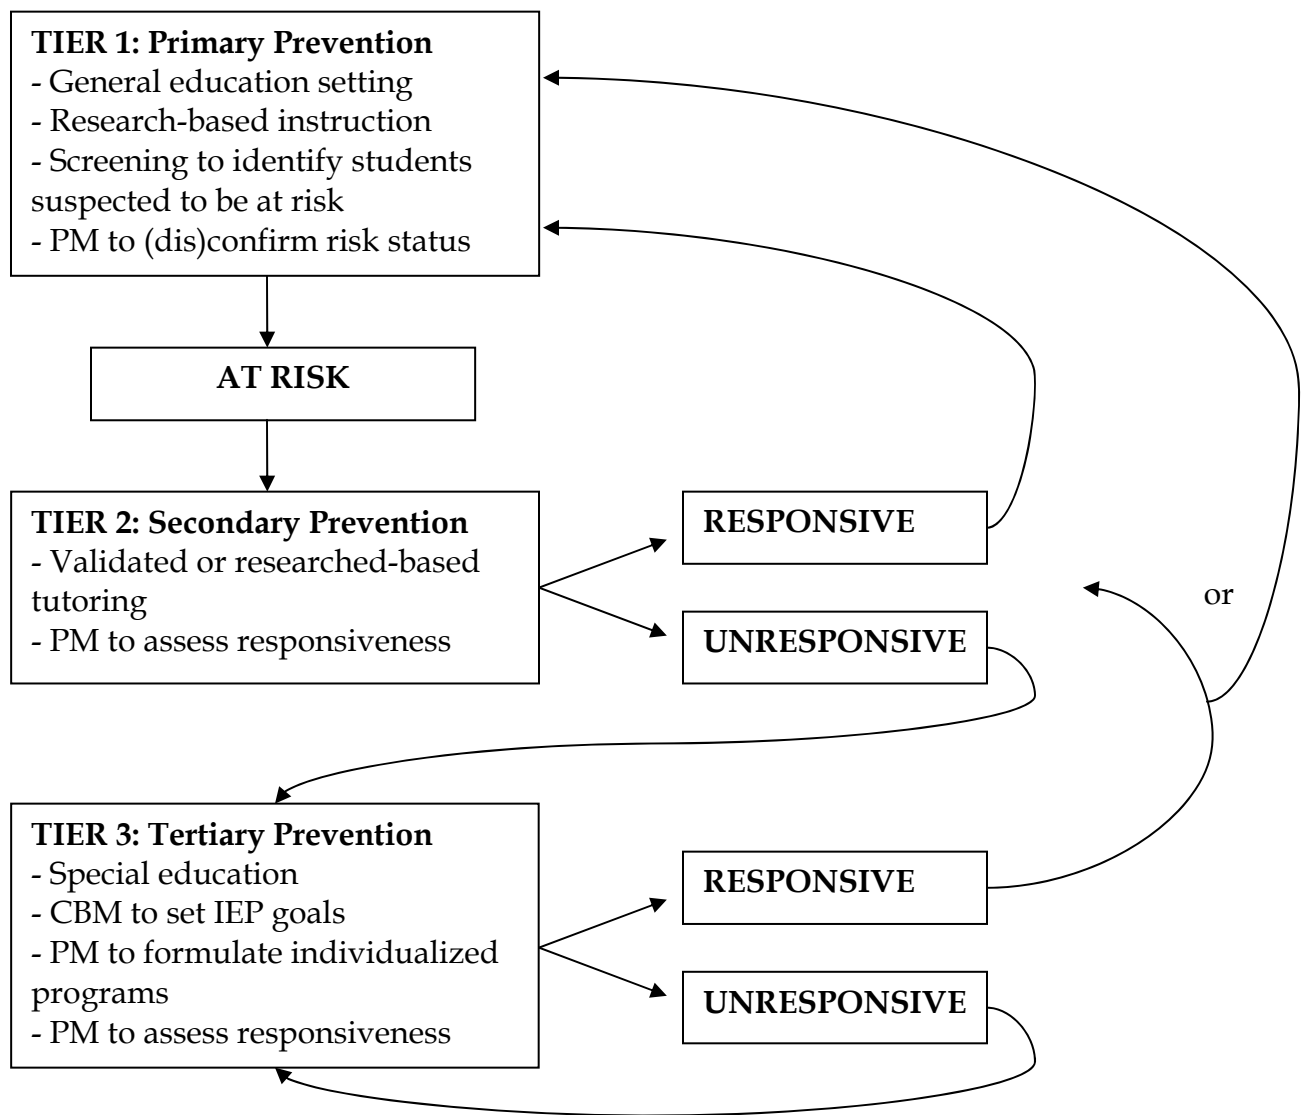 TIER 1: Primary Prevention
- General education setting
- Research-based instruction
- Screening to identify students
suspected to be at risk
- PM to (dis)confirm risk status
AT RISK
TIER 2: Secondary Prevention
- Validated or researched-based
tutoring
- PM to assess responsiveness
RESPONSIVE
UNRESPONSIVE
or
TIER 3: Tertiary Prevention
- Special education
- CBM to set IEP goals
- PM to formulate individualized
programs
- PM to assess responsiveness
RESPONSIVE
UNRESPONSIVE